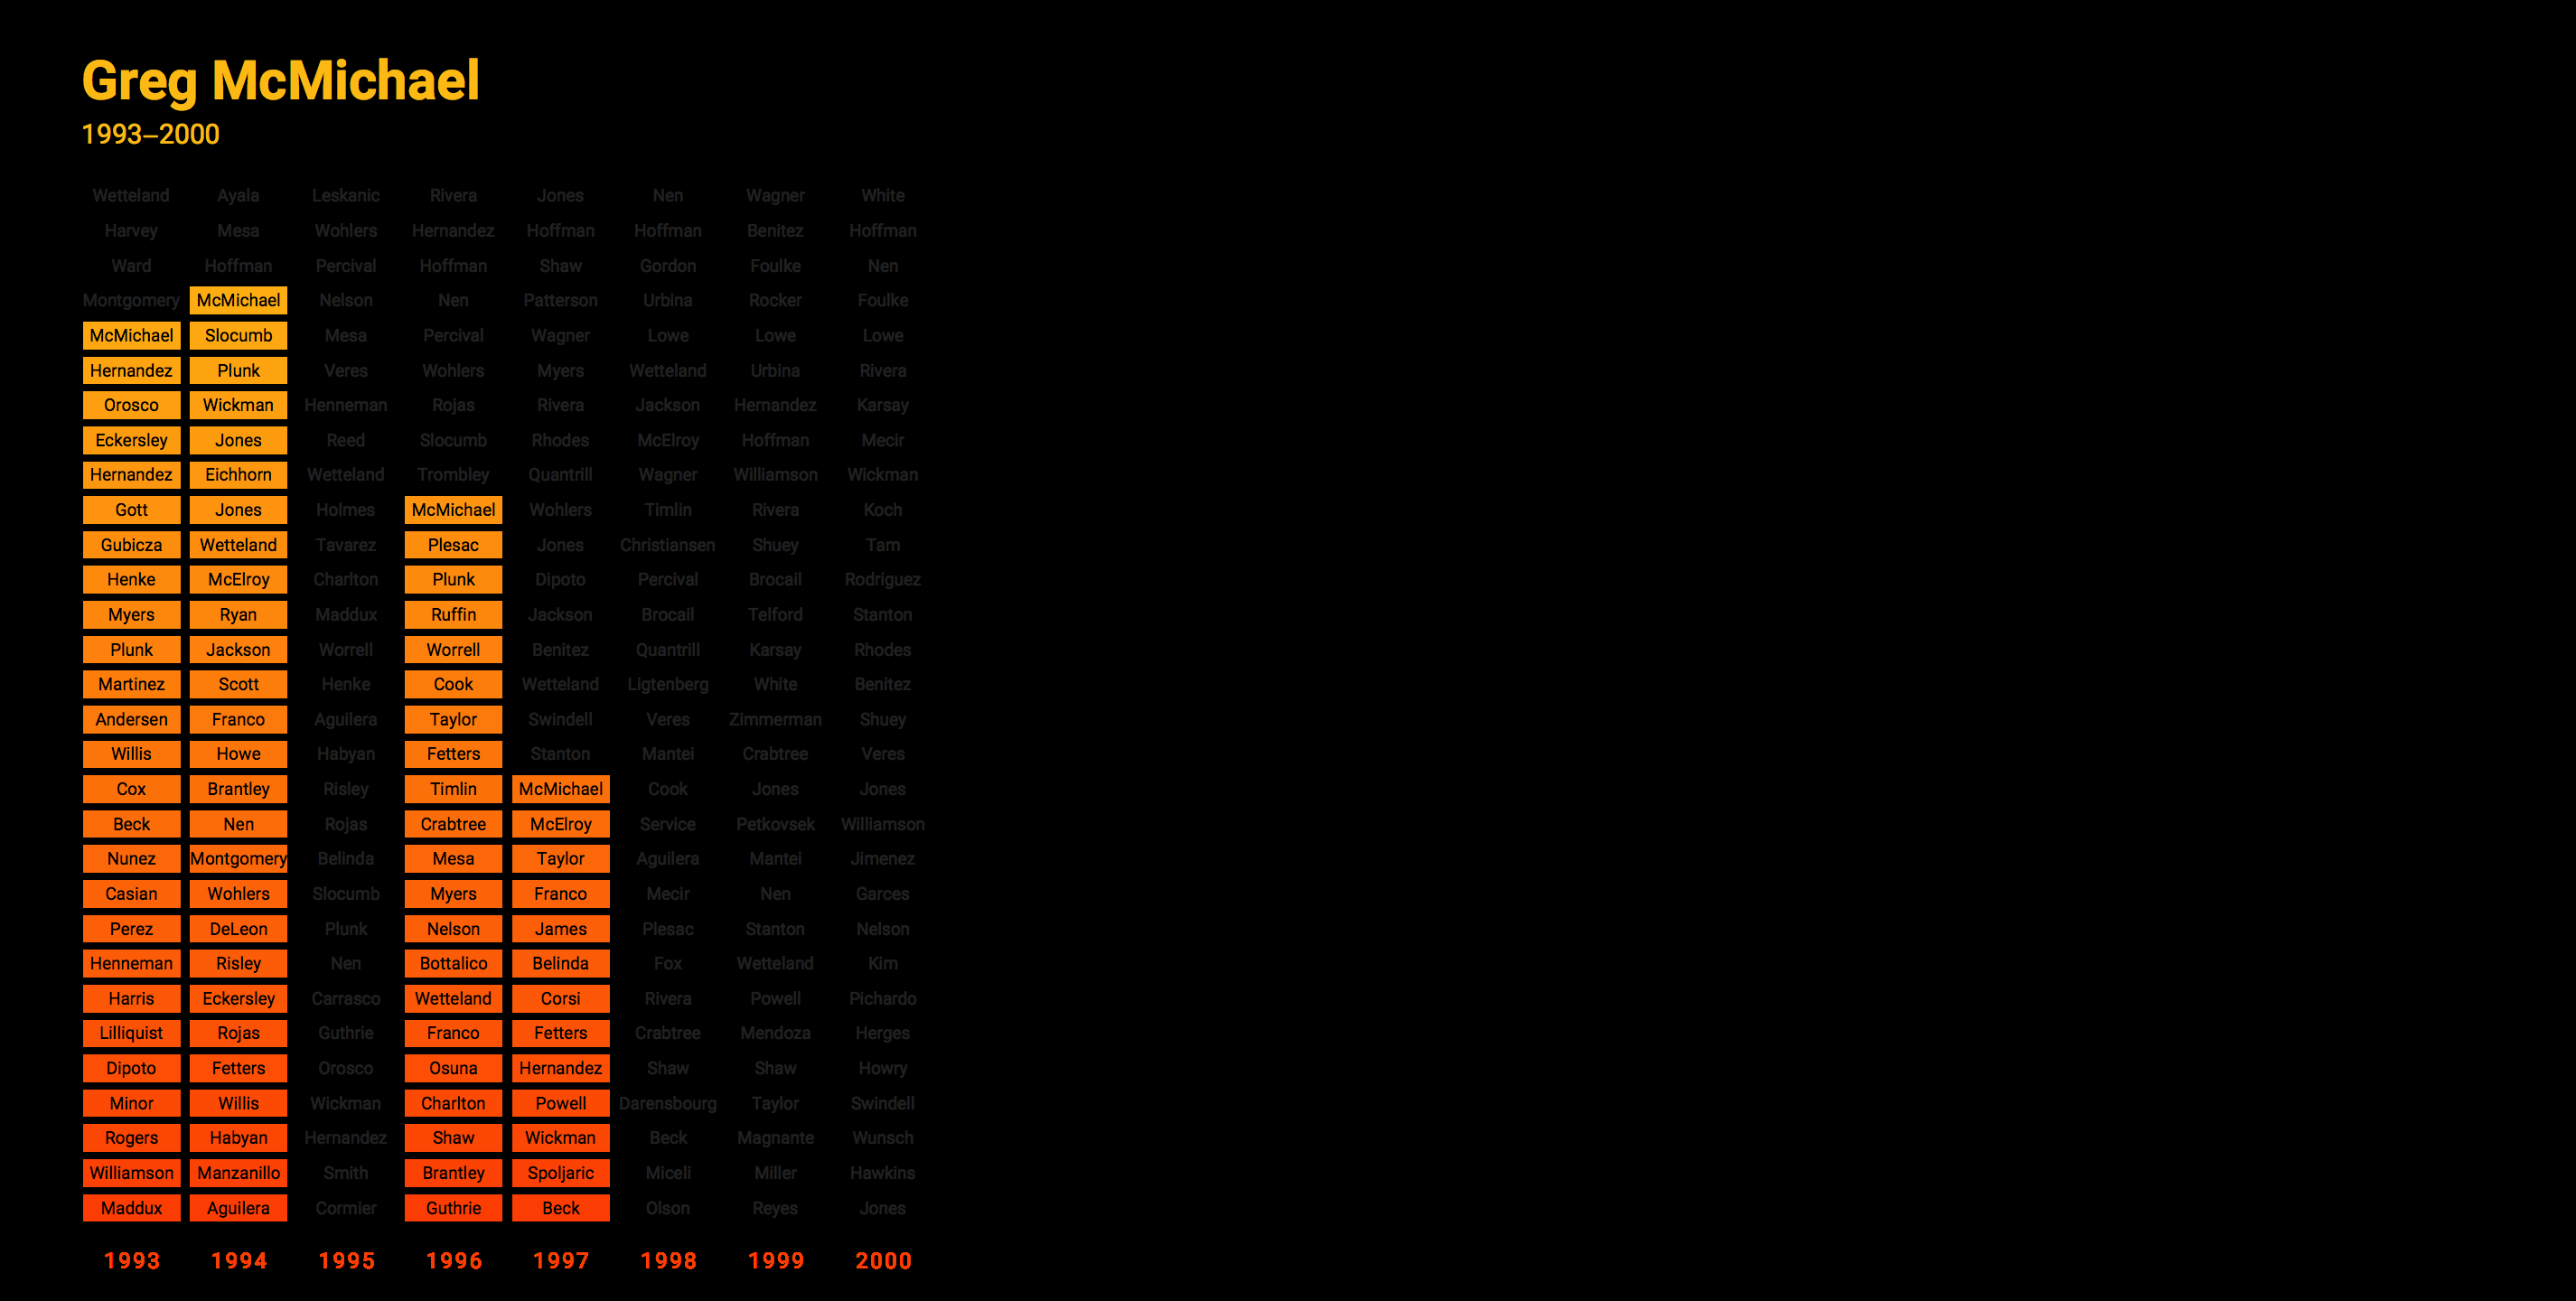 Greg McMichael
1993–2000
Wetteland Ayala Leskanic Rivera Jones Nen Wagner White
Harvey Mesa Wohlers Hernandez Hoffman Hoffman Benitez Hoffman
Ward Hoffman Percival Hoffman Shaw Gordon Foulke Nen
Montgomery McMichael Nelson Nen Patterson Urbina Rocker Foulke
McMichael Slocumb Mesa Percival Wagner Lowe Lowe Lowe
Hernandez Plunk Veres Wohlers Myers Wetteland Urbina Rivera
Orosco Wickman Henneman Rojas Rivera Jackson Hernandez Karsay
Eckersley Jones Reed Slocumb Rhodes McElroy Hoffman Mecir
Hernandez Eichhorn Wetteland Trombley Quantrill Wagner Williamson Wickman
Gott Jones Holmes McMichael Wohlers Timlin Rivera Koch
Gubicza Wetteland Tavarez Plesac Jones Christiansen Shuey Tam
Henke McElroy Charlton Plunk Dipoto Percival Brocail Rodriguez
Myers Ryan Maddux Ruffin Jackson Brocail Telford Stanton
Plunk Jackson Worrell Worrell Benitez Quantrill Karsay Rhodes
Martinez Scott Henke Cook Wetteland Ligtenberg White Benitez
Andersen Franco Aguilera Taylor Swindell Veres Zimmerman Shuey
Willis Howe Habyan Fetters Stanton Mantei Crabtree Veres
Cox Brantley Risley Timlin McMichael Cook Jones Jones
Beck Nen Rojas Crabtree McElroy Service Petkovsek Williamson
Nunez Montgomery Belinda Mesa Taylor Aguilera Mantei Jimenez
Casian Wohlers Slocumb Myers Franco Mecir Nen Garces
Perez DeLeon Plunk Nelson James Plesac Stanton Nelson
Henneman Risley Nen Bottalico Belinda Fox Wetteland Kim
Harris Eckersley Carrasco Wetteland Corsi Rivera Powell Pichardo
Lilliquist Rojas Guthrie Franco Fetters Crabtree Mendoza Herges
Dipoto Fetters Orosco Osuna Hernandez Shaw Shaw Howry
Minor Willis Wickman Charlton Powell Darensbourg Taylor Swindell
Rogers Habyan Hernandez Shaw Wickman Beck Magnante Wunsch
Williamson Manzanillo Smith Brantley Spoljaric Miceli Miller Hawkins
Maddux Aguilera Cormier Guthrie Beck Olson Reyes Jones
1993 1994 1995 1996 1997 1998 1999 2000